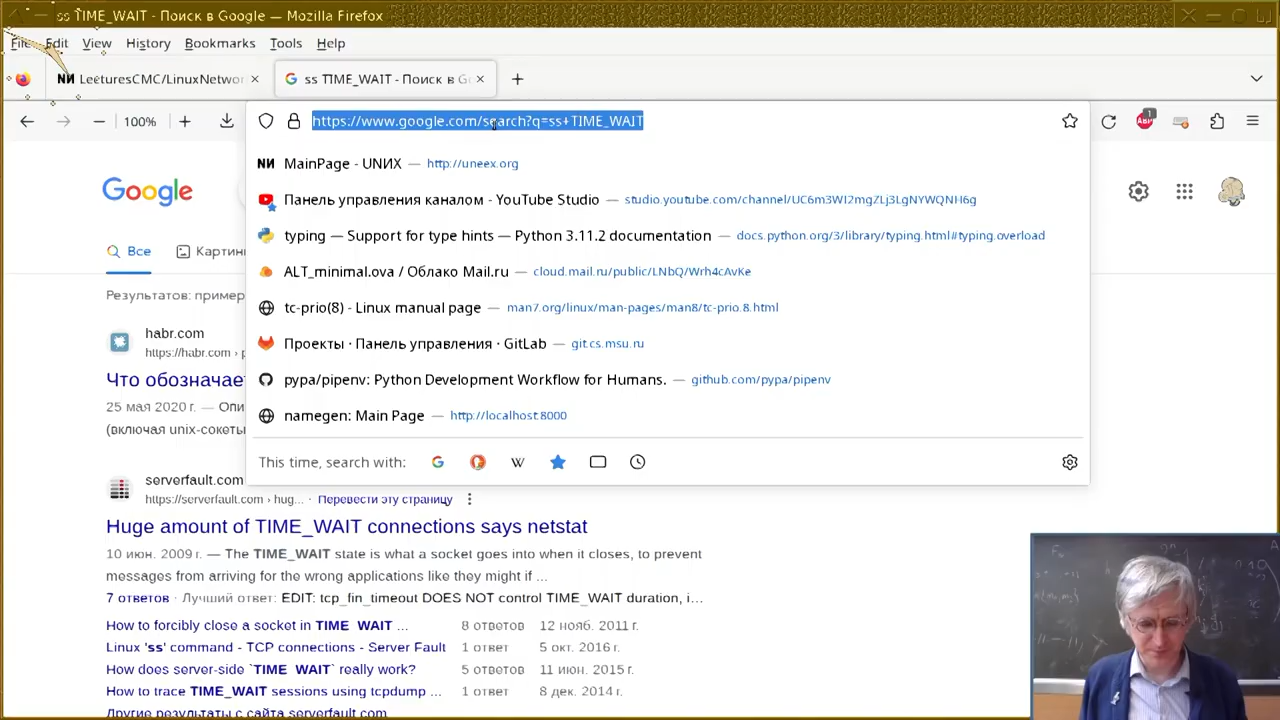 ss TIME_WAIT - Поиск в Google — Mozilla Firefox
File Edit View History Bookmarks Tools Help
LecturesCMC/LinuxNetwor
ss TIME_WAIT - Поиск в Go
100%
https://www.google.com/search?q=ss+TIME_WAIT
1
MainPage - UNИX — http://uneex.org
Панель управления каналом - YouTube Studio — studio.youtube.com/channel/UC6m3WI2mgZLj3LgNYWQNH6g
typing — Support for type hints — Python 3.11.2 documentation — docs.python.org/3/library/typing.html#typing.overload
ALT_minimal.ova / Облако Mail.ru — cloud.mail.ru/public/LNbQ/Wrh4cAvKe
tc-prio(8) - Linux manual page — man7.org/linux/man-pages/man8/tc-prio.8.html
Проекты · Панель управления · GitLab — git.cs.msu.ru
pypa/pipenv: Python Development Workflow for Humans. — github.com/pypa/pipenv
namegen: Main Page — http://localhost:8000
This time, search with:
Google
Все
Картин
Результатов: пример
habr.com
https://habr.com › p
Что обозначае
25 мая 2020 г. — Опи
(включая unix-сокеты
serverfault.com
https://serverfault.com › hug... · Перевести эту страницу
Huge amount of TIME_WAIT connections says netstat
10 июн. 2009 г. — The TIME_WAIT state is what a socket goes into when it closes, to prevent
messages from arriving for the wrong applications like they might if ...
7 ответов · Лучший ответ: EDIT: tcp_fin_timeout DOES NOT control TIME_WAIT duration, i...
How to forcibly close a socket in TIME_WAIT ... 8 ответов 12 нояб. 2011 г.
Linux 'ss' command - TCP connections - Server Fault 1 ответ 5 окт. 2016 г.
How does server-side `TIME_WAIT` really work? 5 ответов 11 июн. 2015 г.
How to trace TIME_WAIT sessions using tcpdump ... 1 ответ 8 дек. 2014 г.
Другие результаты с сайта serverfault.com